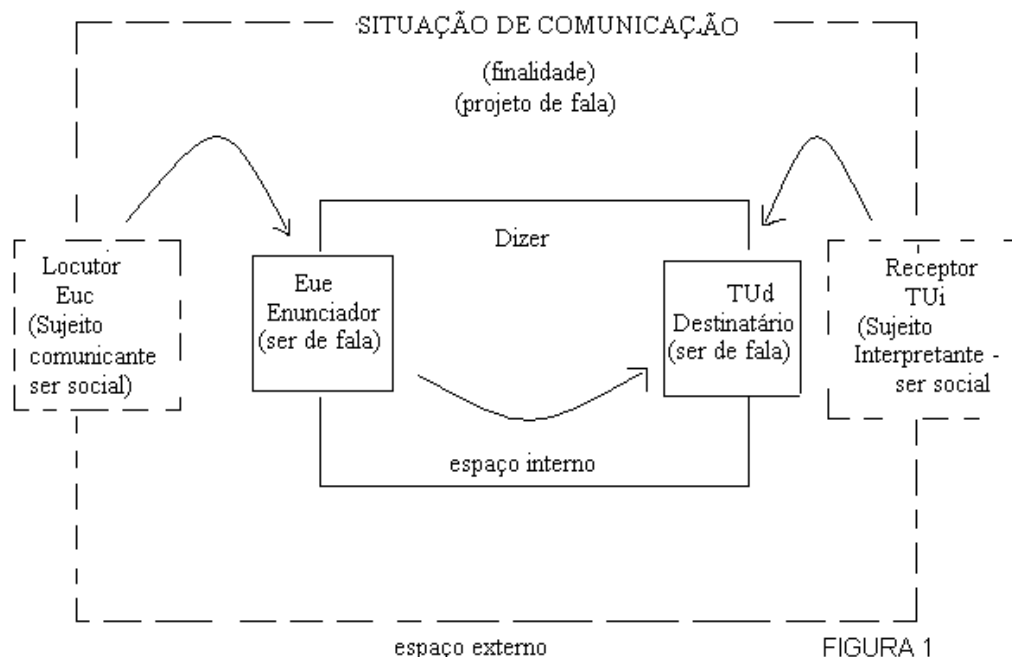 SITUAÇÃO DE COMUNICAÇÃO
(finalidade)
(projeto de fala)
Dizer
Locutor
Euc
(Sujeito
comunicante
ser social)
Eue
Enunciador
(ser de fala)
TUd
Destinatário
(ser de fala)
Receptor
TUi
(Sujeito
Interpretante -
ser social
espaço interno
espaço externo
FIGURA 1